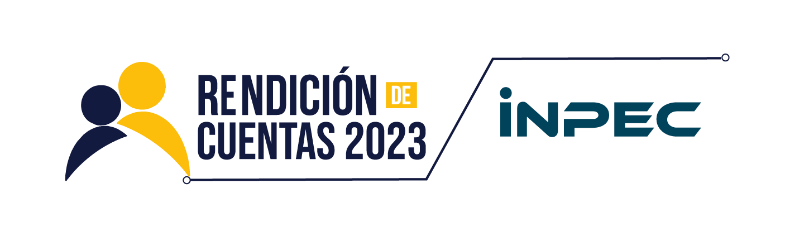 RENDICIÓN DE
CUENTAS 2023
iNPEC